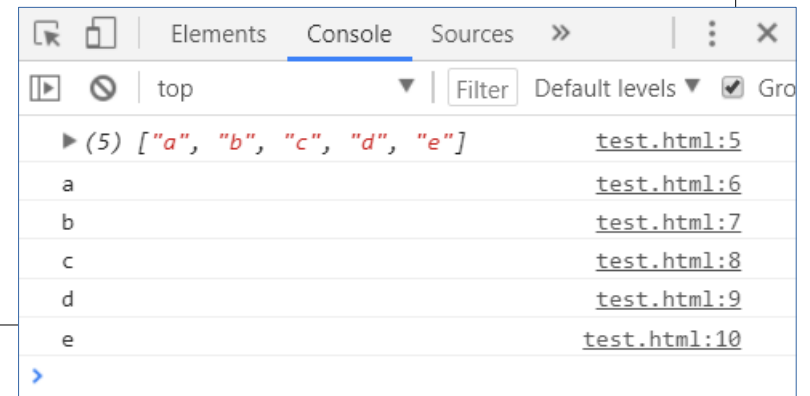 Elements Console Sources »
top Filter Default levels Gro
(5) ["a", "b", "c", "d", "e"] test.html:5
a test.html:6
b test.html:7
c test.html:8
d test.html:9
e test.html:10